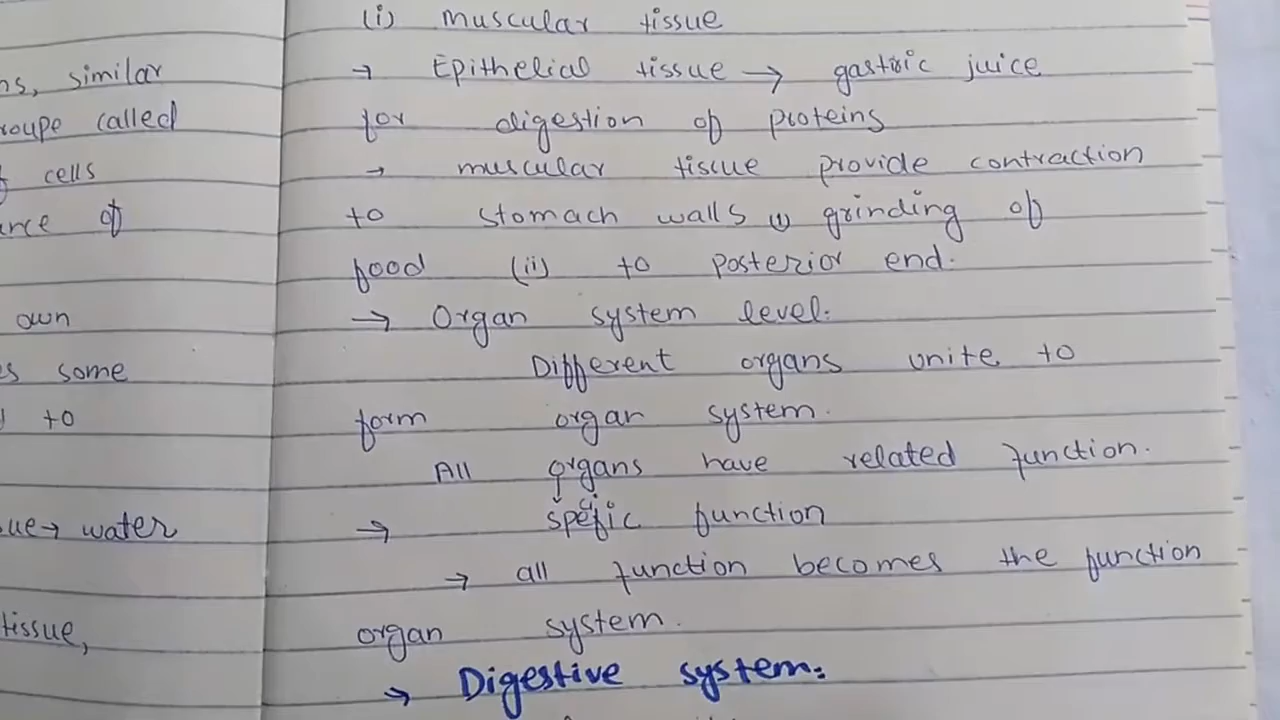 ns, similar
roupe called
cells
ance of
own
es some
to
ue → water
tissue,
(i) muscular tissue
→ Epithelial tissue → gastric juice
for digestion of proteins
→ muscular tissue provide contraction
to stomach walls (i) grinding of
food (ii) to posterior end.
→ Organ system level:
Different organs unite to
form organ system.
All organs have related function.
→ spefic function
ci
→ all function becomes the function
organ system.
→ Digestive system: